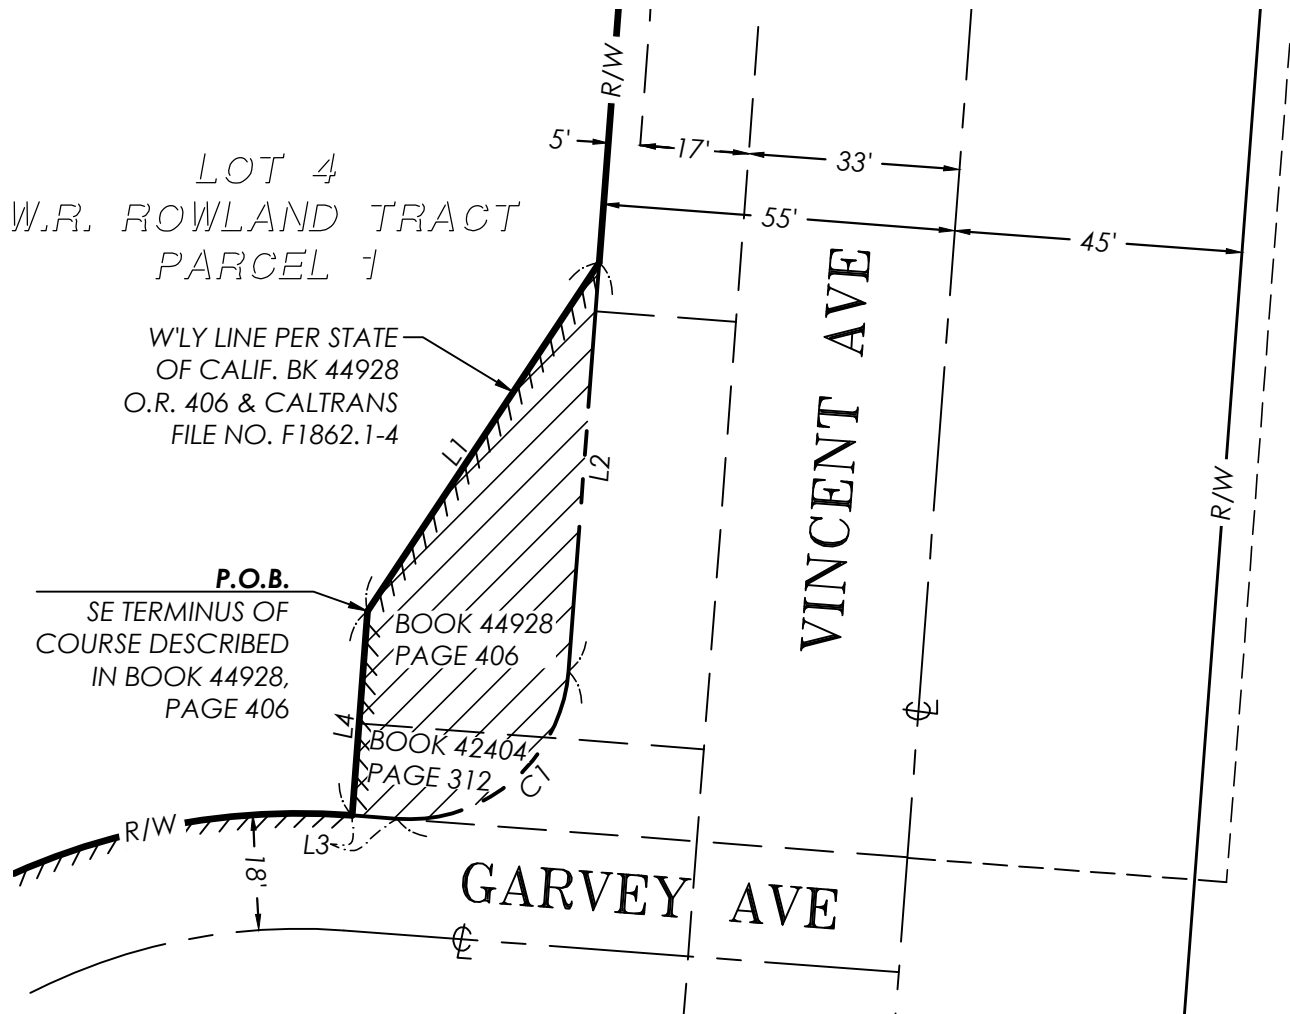 R/W
5'
17'
33'
LOT 4
W.R. ROWLAND TRACT
PARCEL 1
55'
45'
W'LY LINE PER STATE
OF CALIF. BK 44928
O.R. 406 & CALTRANS
FILE NO. F1862.1-4
L1
L2
VINCENT AVE
R/W
P.O.B.
SE TERMINUS OF
COURSE DESCRIBED
IN BOOK 44928,
PAGE 406
BOOK 44928
PAGE 406
L4
BOOK 42404
PAGE 312
C1
R/W
L3
18'
GARVEY AVE